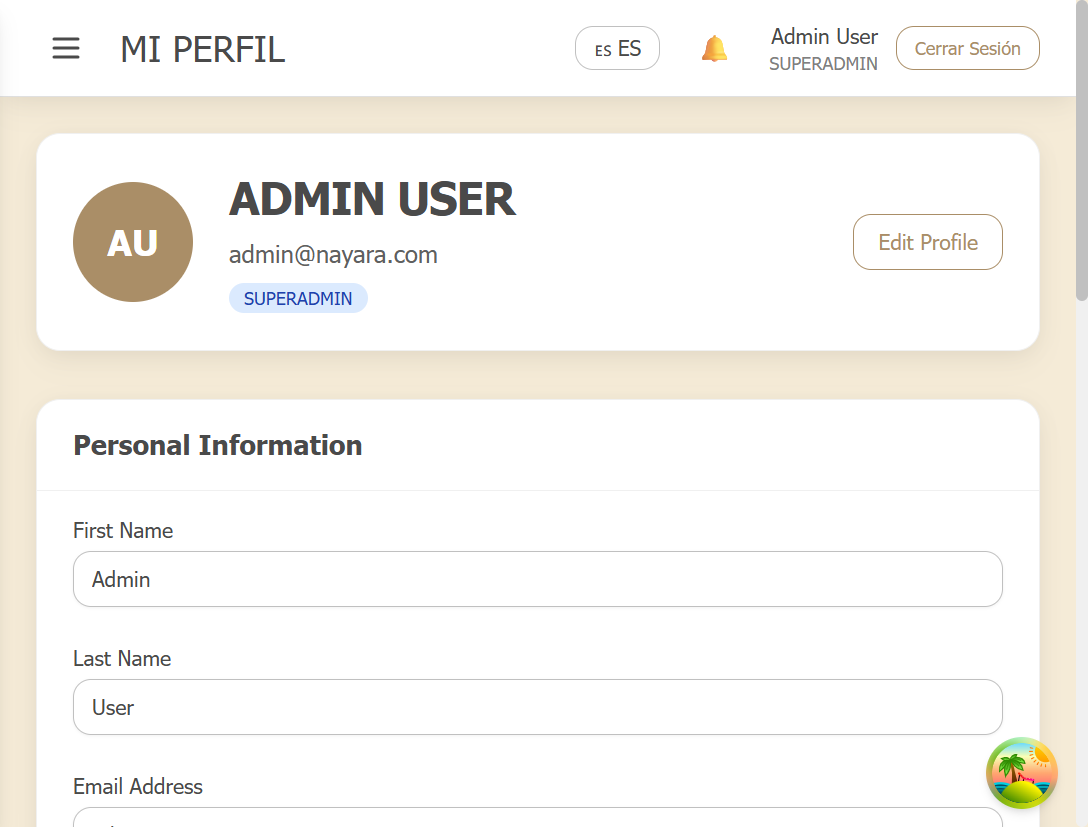 MI PERFIL
ES ES
Admin User
SUPERADMIN
Cerrar Sesión
AU
ADMIN USER
admin@nayara.com
SUPERADMIN
Edit Profile
Personal Information
First Name
Admin
Last Name
User
Email Address